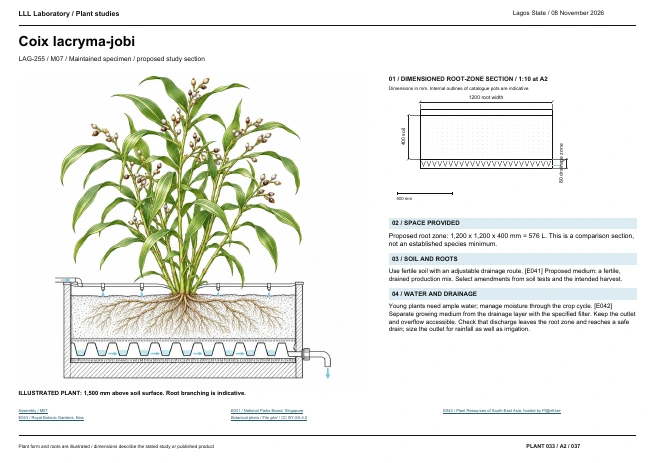 LLL Laboratory / Plant studies
Lagos State / 08 November 2026
Coix lacryma-jobi
LAG-255 / M07 / Maintained specimen / proposed study section
01 / DIMENSIONED ROOT-ZONE SECTION / 1:10 at A2
Dimensions in mm. Internal outlines of catalogue pots are indicative.
1200 root width
400 soil
80 drainage zone
500 mm
02 / SPACE PROVIDED
Proposed root zone: 1,200 x 1,200 x 400 mm = 576 L. This is a comparison section,
not an established species minimum.
03 / SOIL AND ROOTS
Use fertile soil with an adjustable drainage route. [E041] Proposed medium: a fertile,
drained production mix. Select amendments from soil tests and the intended harvest.
04 / WATER AND DRAINAGE
Young plants need ample water; manage moisture through the crop cycle. [E042]
Separate growing medium from the drainage layer with the specified filter. Keep the outlet
and overflow accessible. Check that discharge leaves the root zone and reaches a safe
drain; size the outlet for rainfall as well as irrigation.
ILLUSTRATED PLANT: 1,500 mm above soil surface. Root branching is indicative.
Assembly / M07
E041 / National Parks Board, Singapore
E042 / Plant Resources of South-East Asia, hosted by
E043 / Royal Botanic Gardens, Kew
Botanical photo / CC BY-SA 4.0
Plant form and roots are illustrated / dimensions describe the stated study or published product
PLANT 033 / A2 / 037